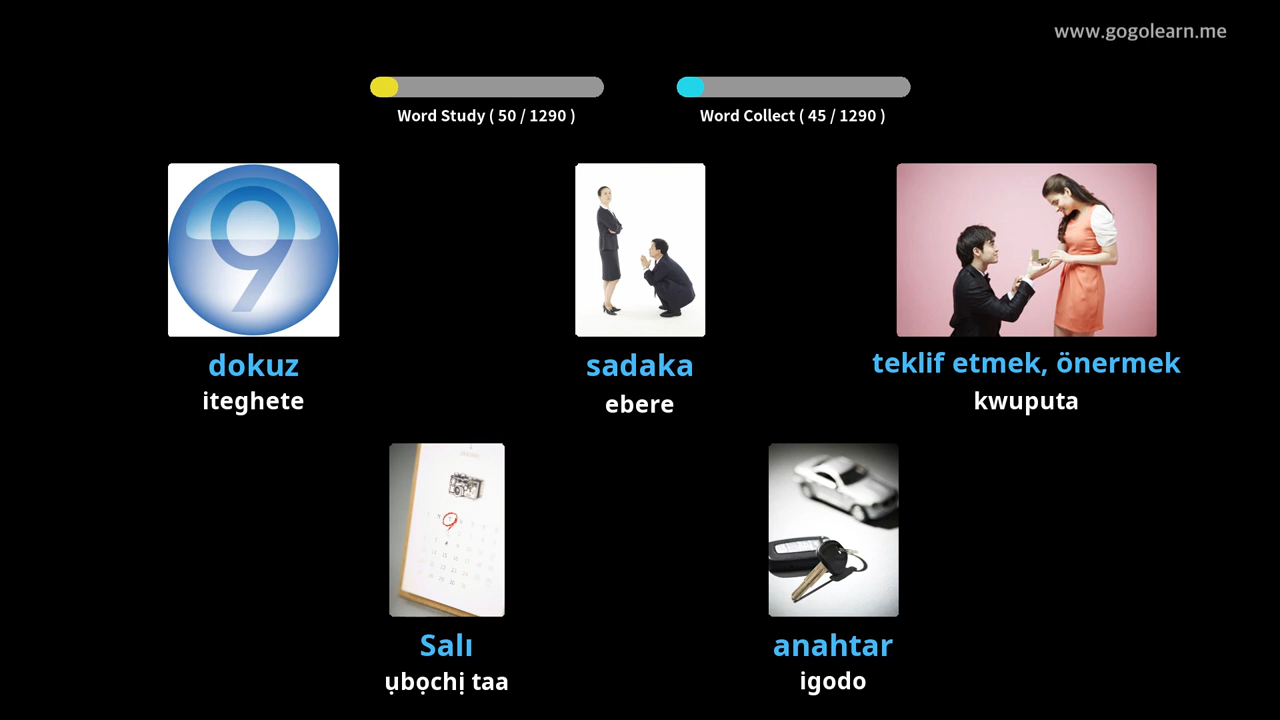 www.gogolearn.me
Word Study ( 50 / 1290 )
Word Collect ( 45 / 1290 )
9
dokuz
iteghete
sadaka
ebere
teklif etmek, önermek
kwuputa
Salı
ụbọchị taa
anahtar
igodo